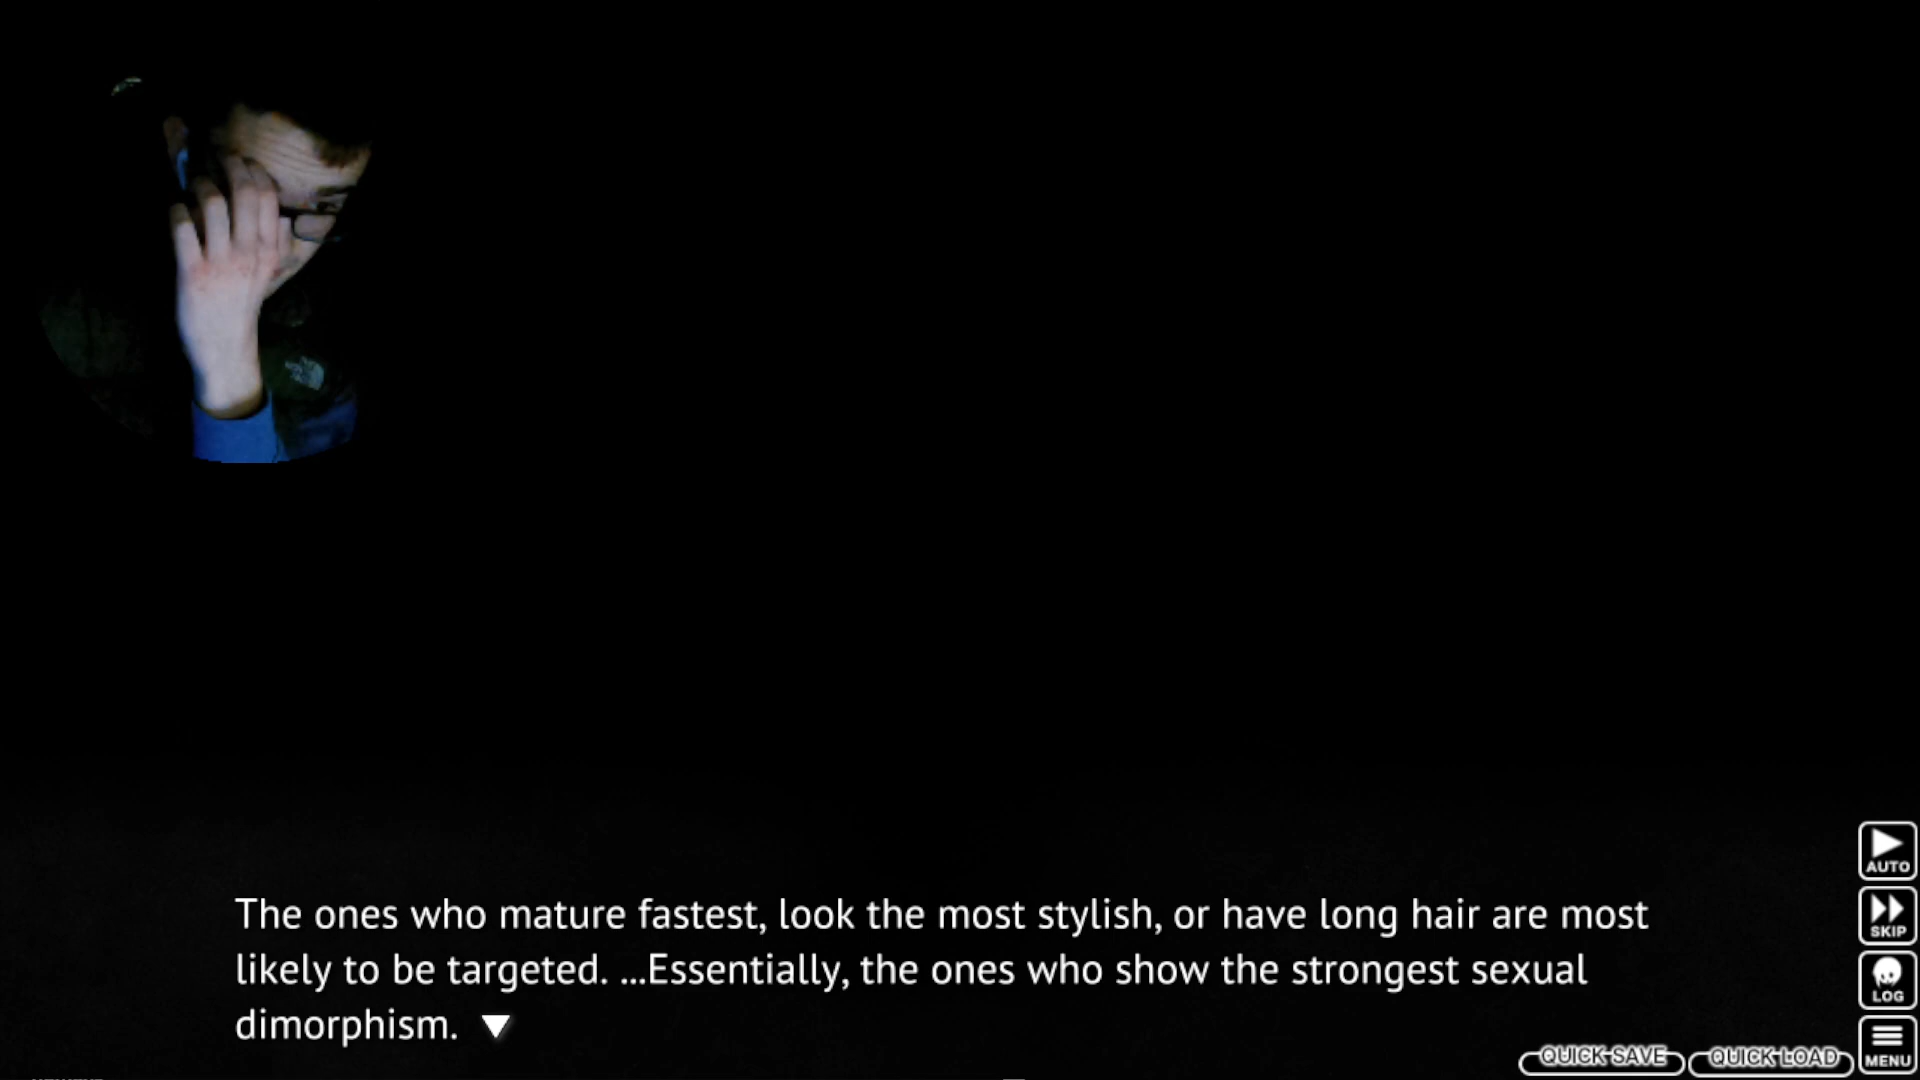 The ones who mature fastest, look the most stylish, or have long hair are most
likely to be targeted. ...Essentially, the ones who show the strongest sexual
dimorphism.
AUTO
SKIP
LOG
MENU
QUICK SAVE
QUICK LOAD